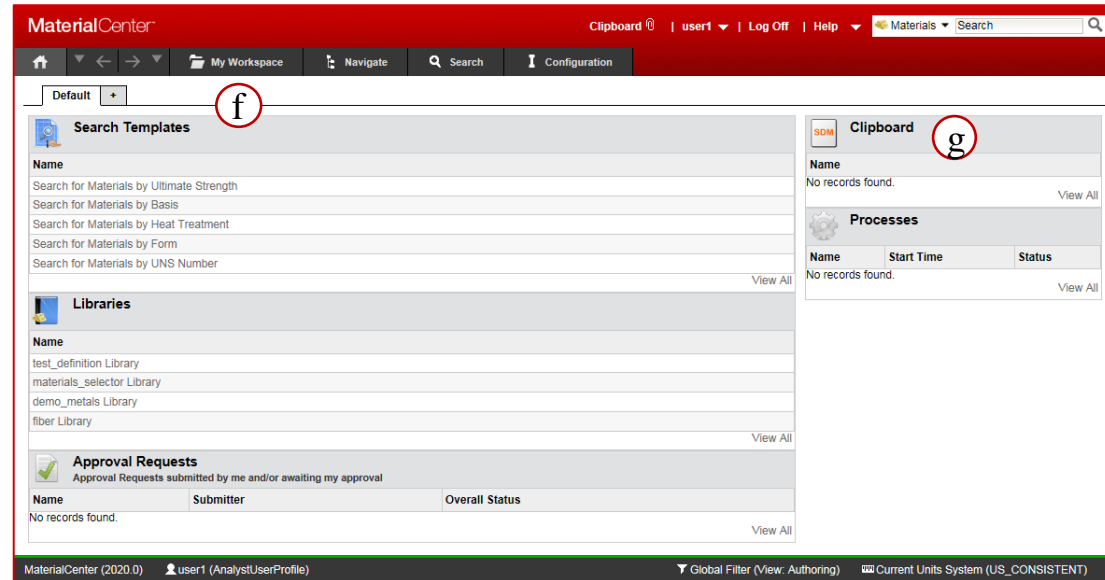 MaterialCenter
Clipboard | user1 | Log Off | Help Materials Search
My Workspace Navigate Search Configuration
Default +
f
Search Templates
Name
Search for Materials by Ultimate Strength
Search for Materials by Basis
Search for Materials by Heat Treatment
Search for Materials by Form
Search for Materials by UNS Number
View All
Libraries
Name
test_definition Library
materials_selector Library
demo_metals Library
fiber Library
View All
Approval Requests
Approval Requests submitted by me and/or awaiting my approval
Name Submitter Overall Status
No records found.
View All
SDM Clipboard
g
Name
No records found.
View All
Processes
Name Start Time Status
No records found.
View All
MaterialCenter (2020.0) user1 (AnalystUserProfile) Global Filter (View: Authoring) Current Units System (US_CONSISTENT)